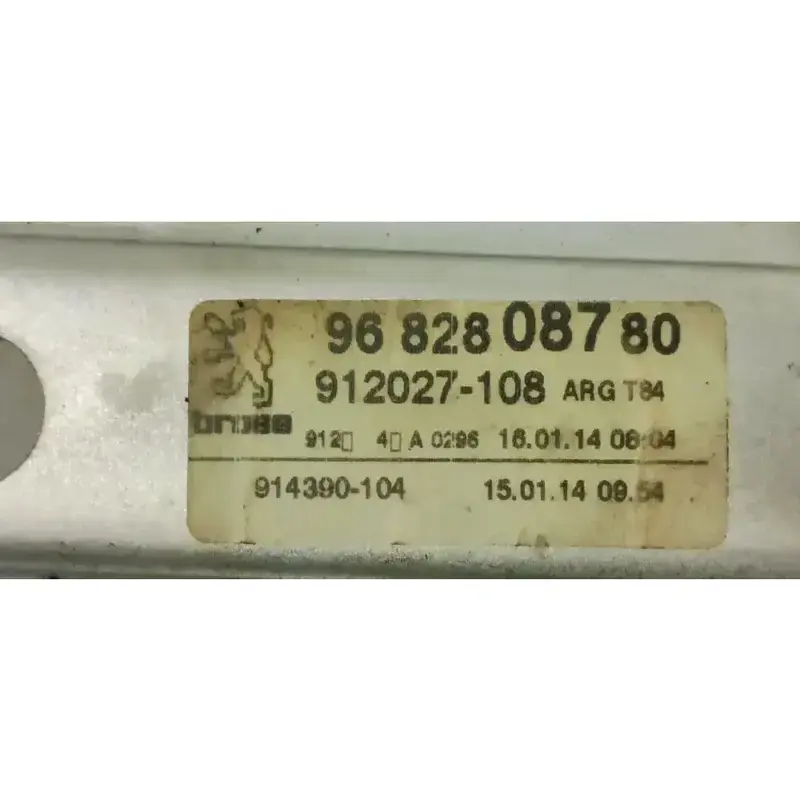 96 828 087 80
912027-108 ARG T84
brose
912▯ 4▯ A 0296 16.01.14 08:04
914390-104 15.01.14 09.54